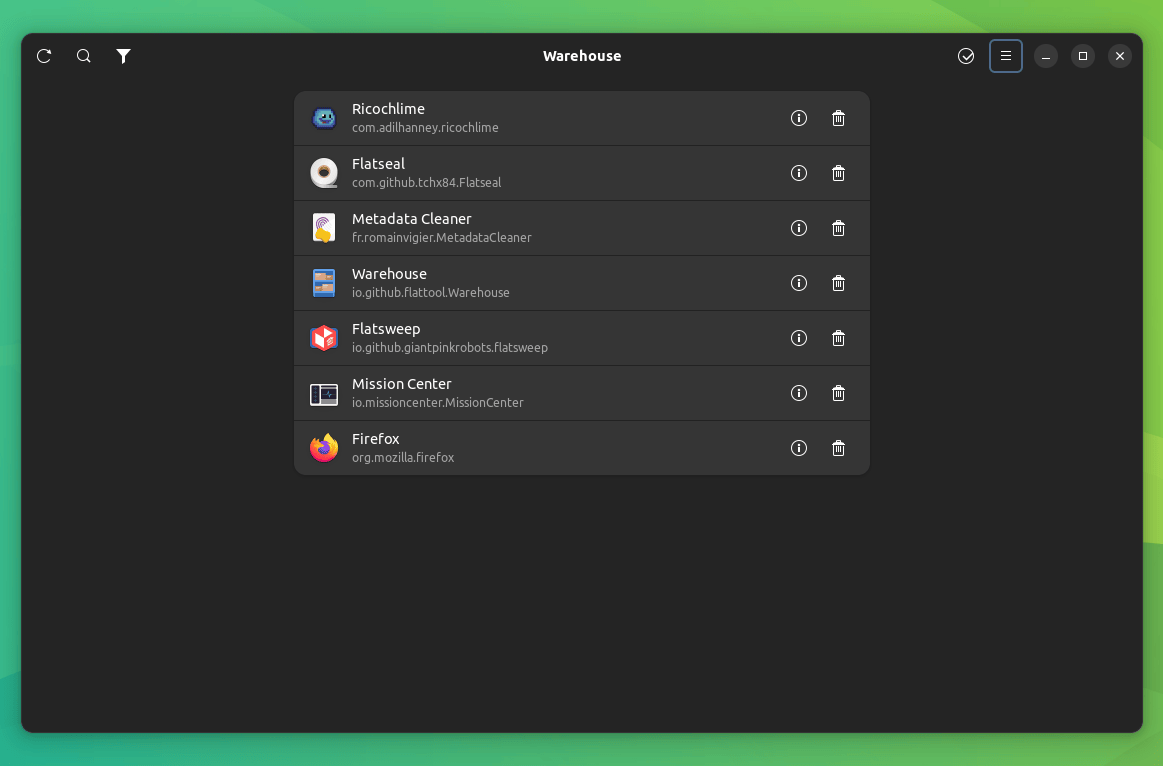 Warehouse
Ricochlime
com.adilhanney.ricochlime
Flatseal
com.github.tchx84.Flatseal
Metadata Cleaner
fr.romainvigier.MetadataCleaner
Warehouse
io.github.flattool.Warehouse
Flatsweep
io.github.giantpinkrobots.flatsweep
Mission Center
io.missioncenter.MissionCenter
Firefox
org.mozilla.firefox